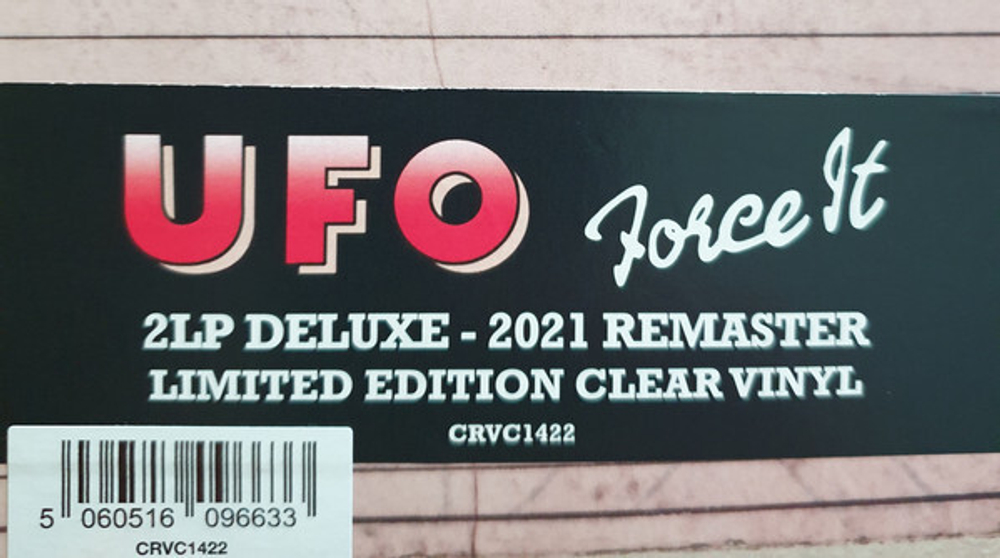 UFO Force It
2LP DELUXE - 2021 REMASTER
LIMITED EDITION CLEAR VINYL
CRVC1422
5 060516 096633
CRVC1422